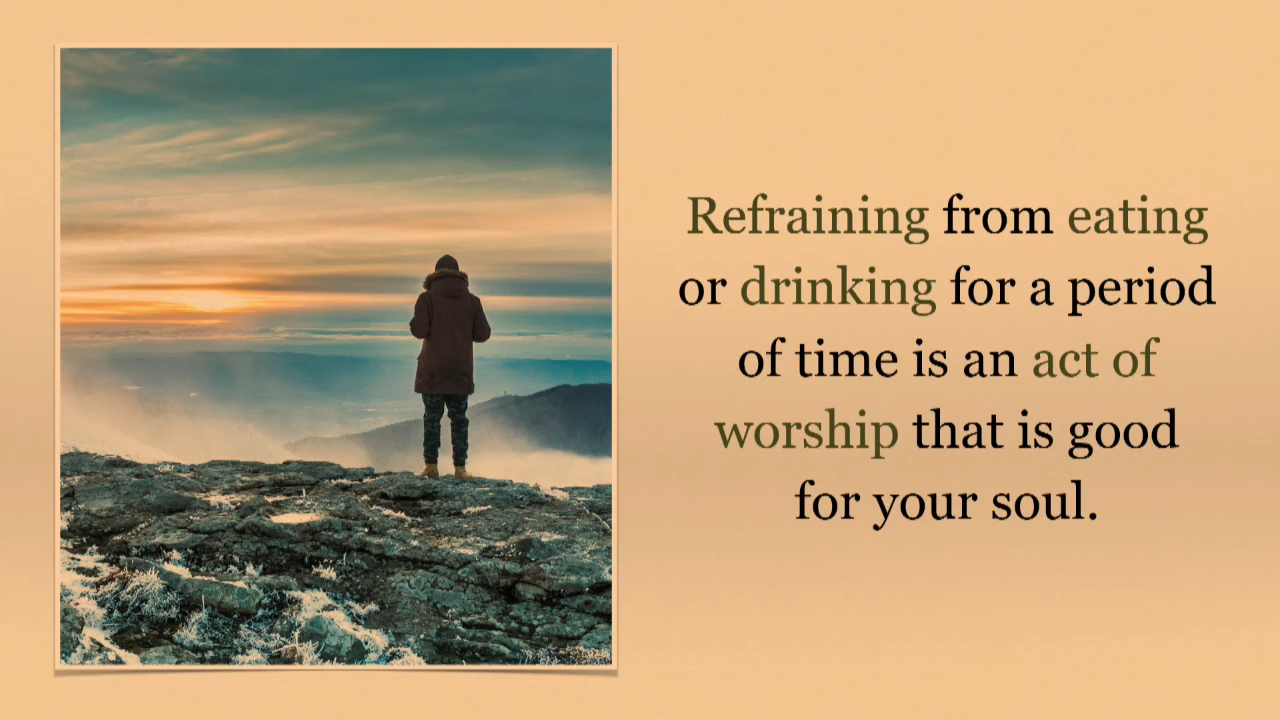 Refraining from eating
or drinking for a period
of time is an act of
worship that is good
for your soul.